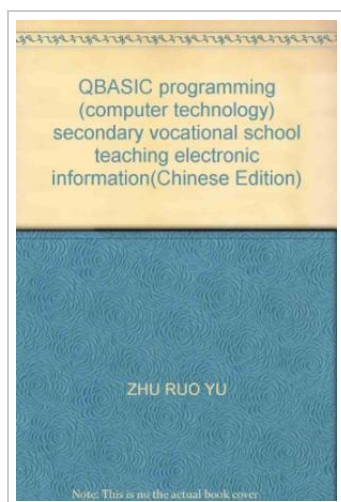 QBASIC programming
(computer technology)
secondary vocational school
teaching electronic
information(Chinese Edition)
ZHU RUO YU
Note: This is no the actual book cover